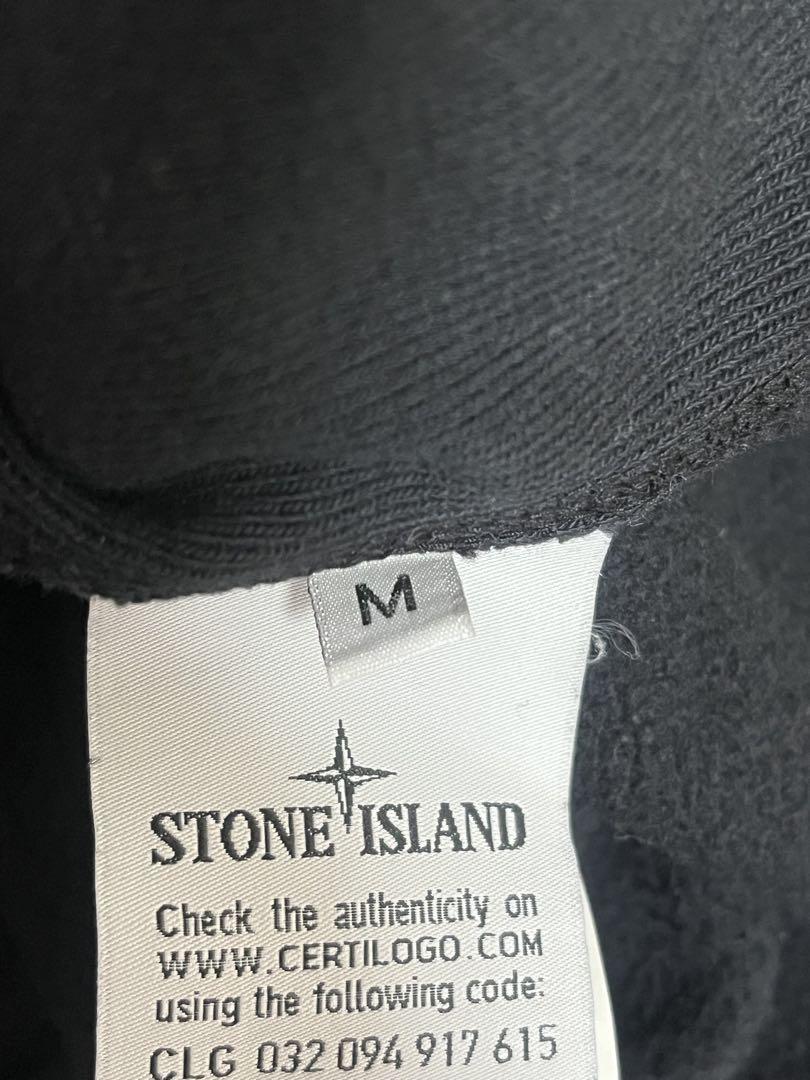 M
STONE ISLAND
Check the authenticity on
WWW.CERTILOGO.COM
using the following code:
CLG 032 094 917 615